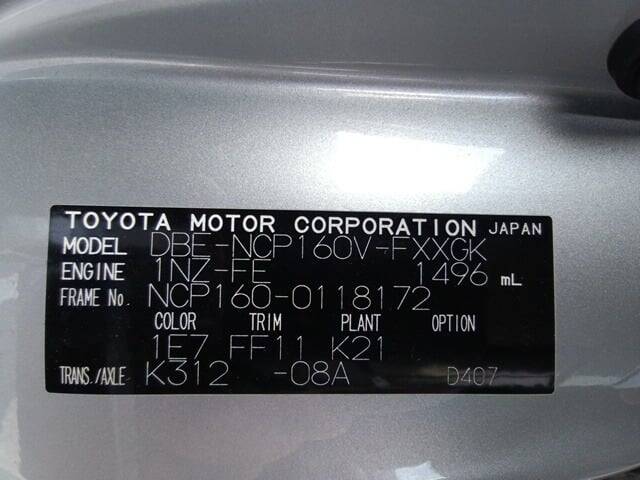 TOYOTA MOTOR CORPORATION JAPAN
MODEL DBE-NCP160V-FXXGK
ENGINE 1NZ-FE 1496 mL
FRAME No. NCP160-0118172
COLOR TRIM PLANT OPTION
1E7 FF11 K21
TRANS./AXLE K312 -08A D407